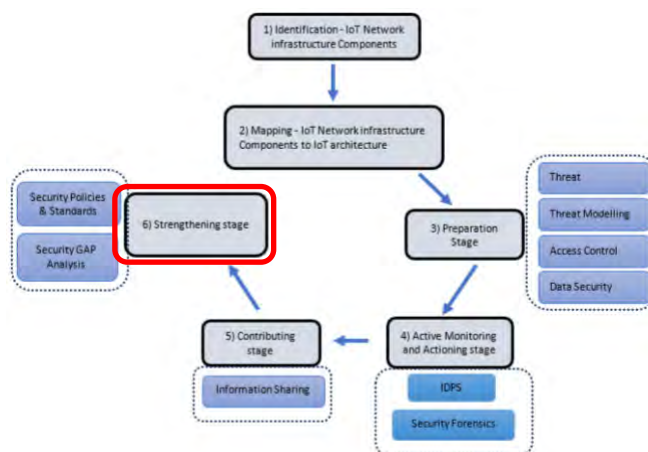 1) Identification - IoT Network
infrastructure Components
2) Mapping - IoT Network infrastructure
Components to IoT architecture
Security Policies
& Standards
Security GAP
Analysis
6) Strengthening stage
3) Preparation
Stage
Threat
Threat Modelling
Access Control
Data Security
5) Contributing
stage
Information Sharing
4) Active Monitoring
and Actioning stage
IDPS
Security Forensics